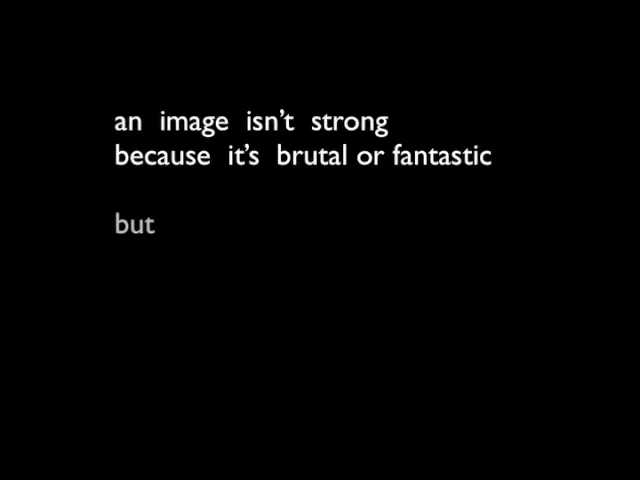 an image isn't strong
because it's brutal or fantastic
but